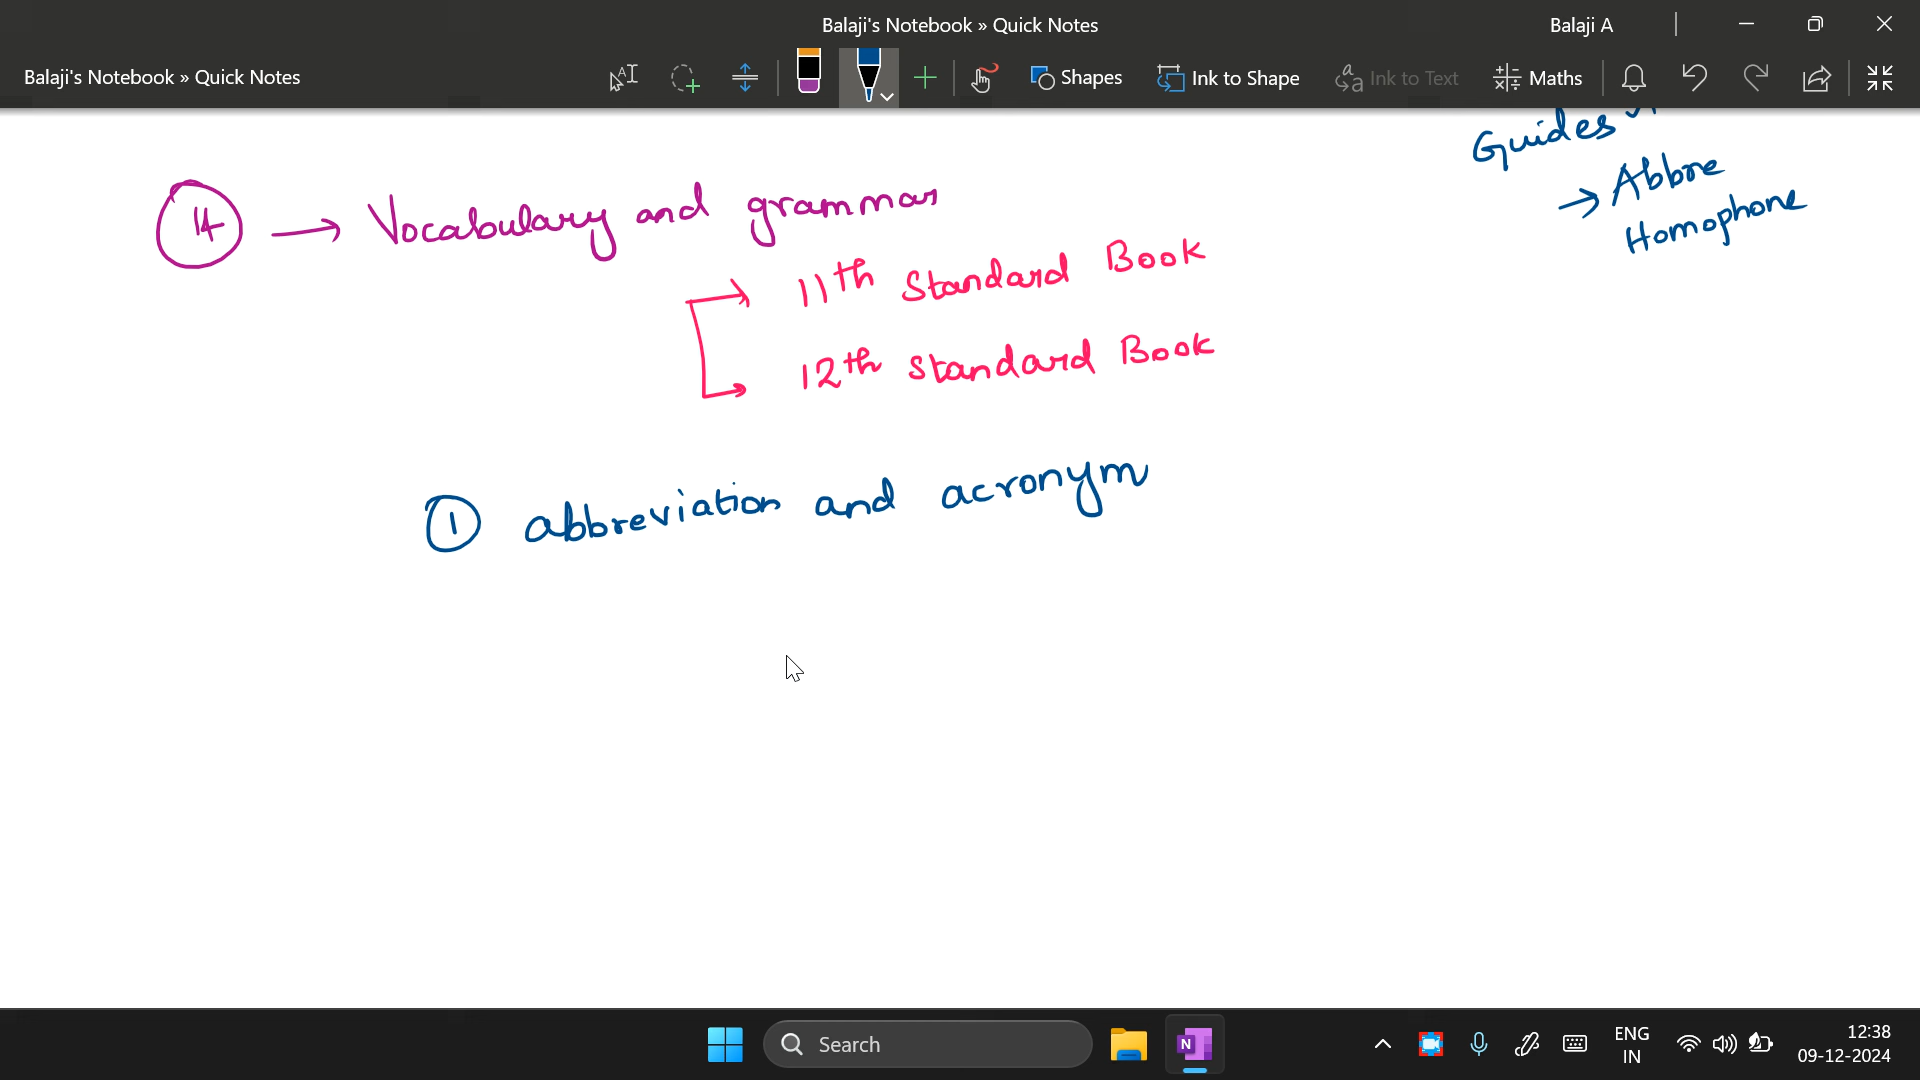 Balaji's Notebook » Quick Notes
Balaji A
Balaji's Notebook » Quick Notes
Shapes
Ink to Shape
Ink to Text
Maths
Guides
→ Abbre
Homophone
4 → Vocabulary and grammar
11th Standard Book
12th Standard Book
1 abbreviation and acronym
Search
ENG
IN
12:38
09-12-2024